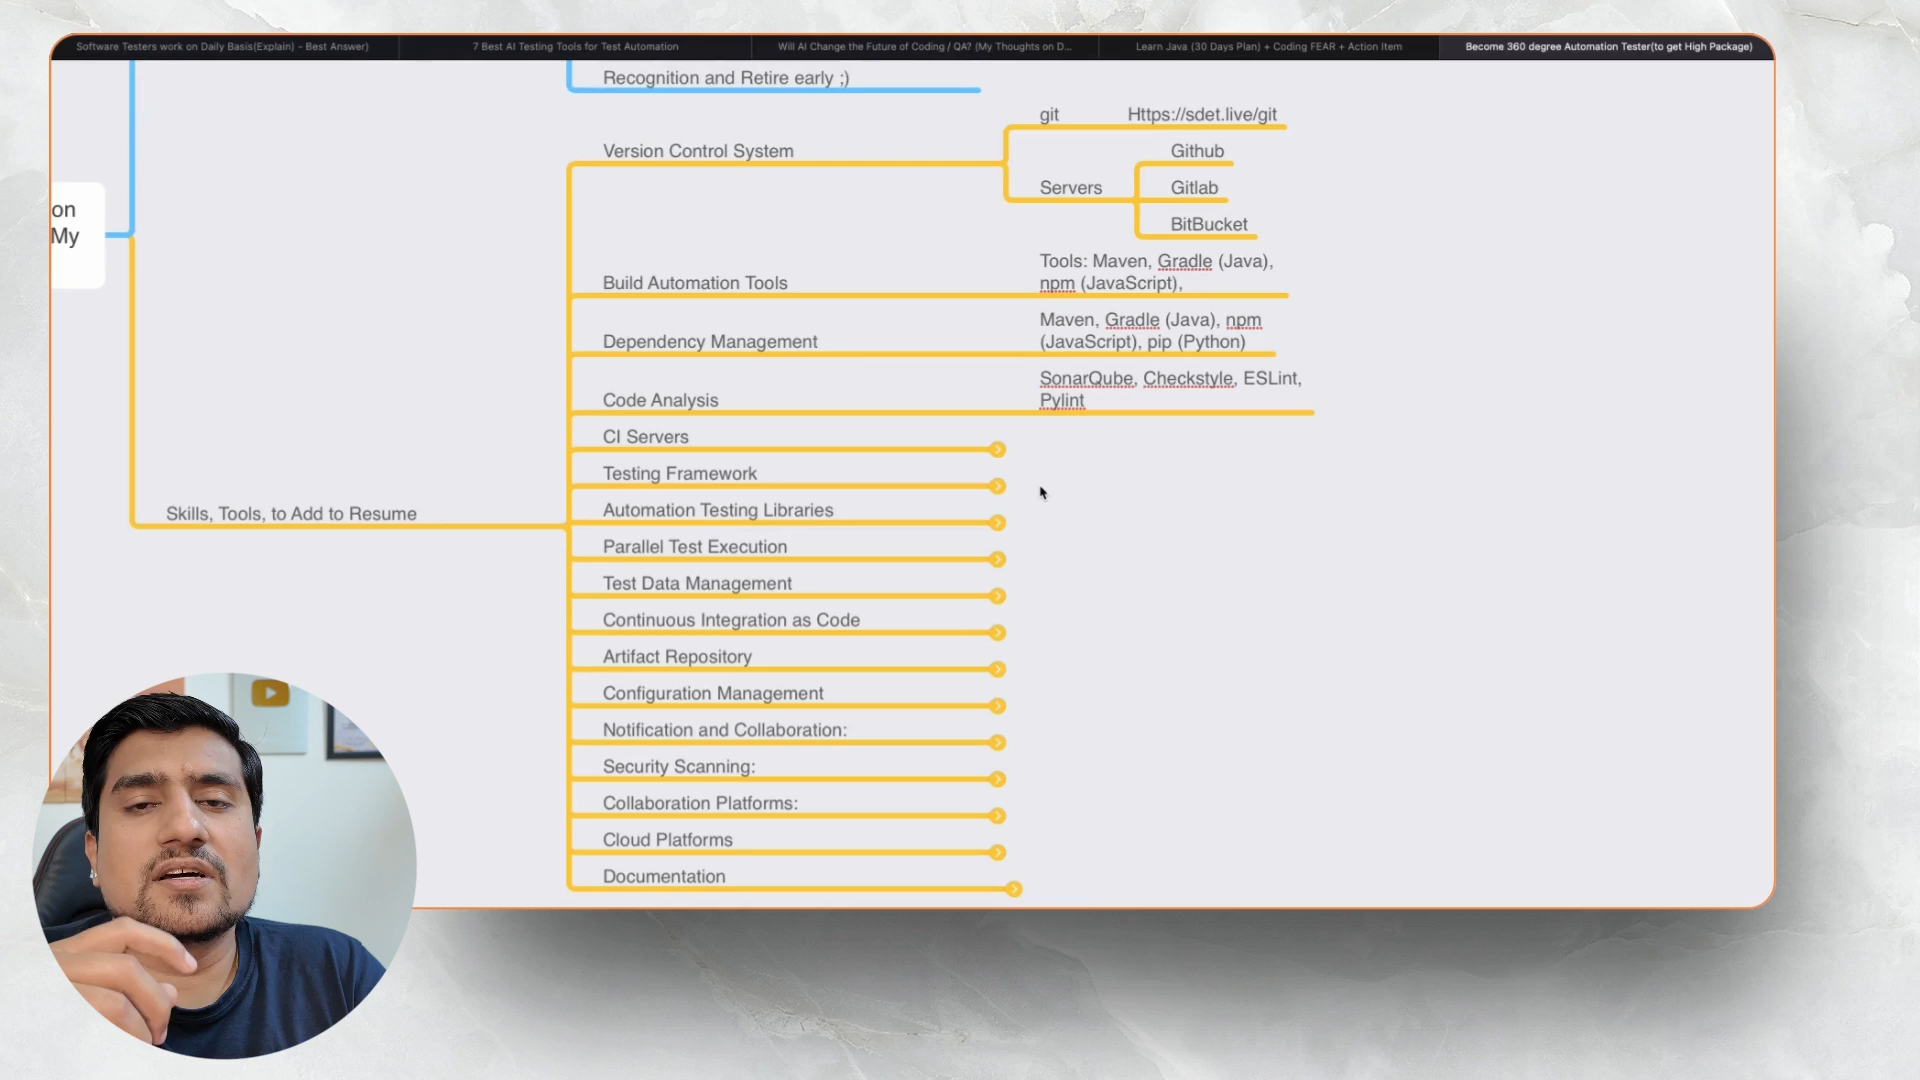 Software Testers work on Daily Basis(Explain) - Best Answer)
7 Best AI Testing Tools for Test Automation
Will AI Change the Future of Coding / QA? (My Thoughts on D...
Learn Java (30 Days Plan) + Coding FEAR + Action Item
Become 360 degree Automation Tester(to get High Package)
Recognition and Retire early ;)
git
Https://sdet.live/git
Version Control System
Github
Servers
Gitlab
BitBucket
on
My
Build Automation Tools
Tools: Maven, Gradle (Java),
npm (JavaScript),
Dependency Management
Maven, Gradle (Java), npm
(JavaScript), pip (Python)
Code Analysis
SonarQube, Checkstyle, ESLint,
Pylint
CI Servers
Testing Framework
Skills, Tools, to Add to Resume
Automation Testing Libraries
Parallel Test Execution
Test Data Management
Continuous Integration as Code
Artifact Repository
Configuration Management
Notification and Collaboration:
Security Scanning:
Collaboration Platforms:
Cloud Platforms
Documentation